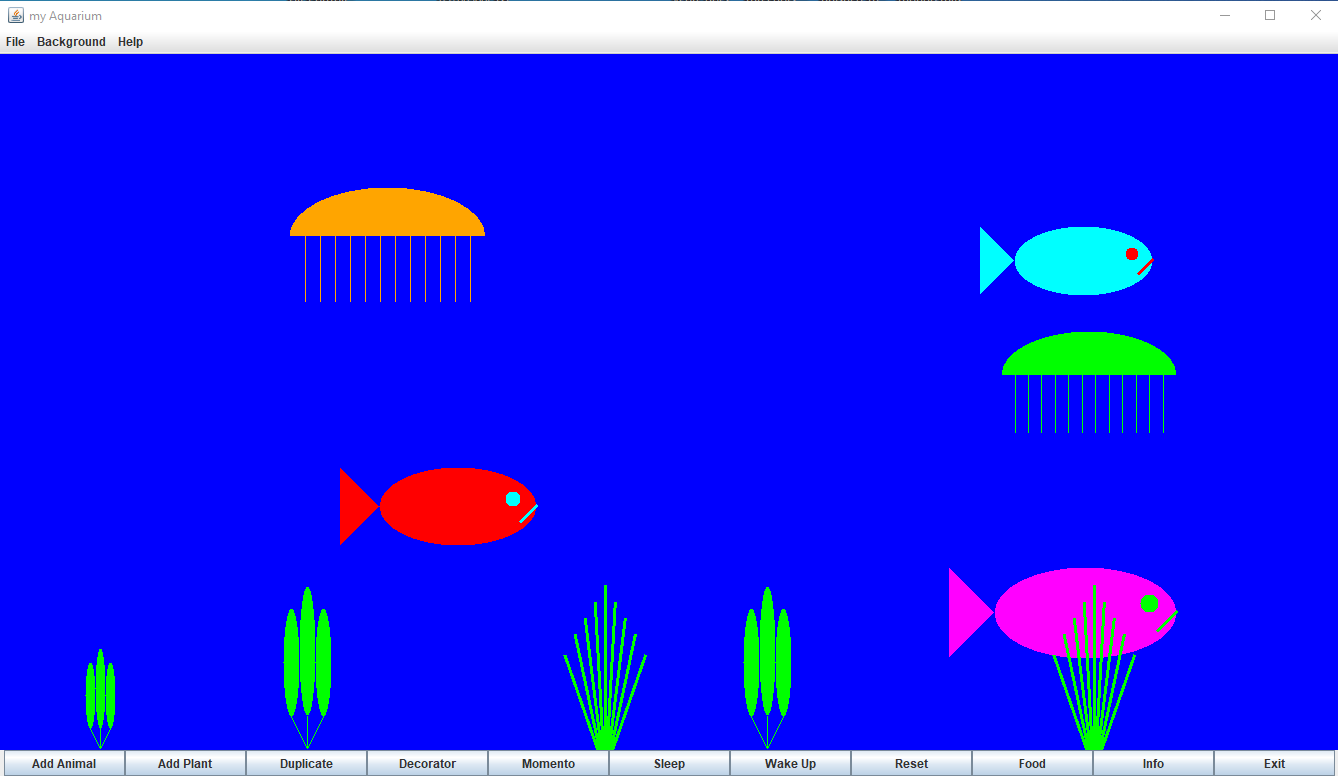 my Aquarium
File Background Help
Add Animal Add Plant Duplicate Decorator Momento Sleep Wake Up Reset Food Info Exit